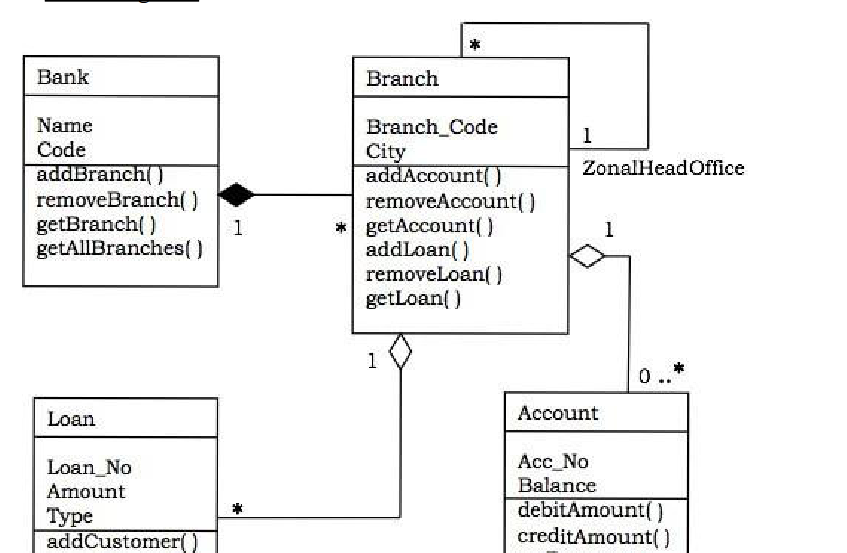 Bank
Name
Code
addBranch( )
removeBranch( )
getBranch( )
getAllBranches( )
1
*
Branch
Branch_Code
City
addAccount( )
removeAccount( )
getAccount( )
addLoan( )
removeLoan( )
getLoan( )
*
1
ZonalHeadOffice
1
0 ..*
1
*
Loan
Loan_No
Amount
Type
addCustomer( )
Account
Acc_No
Balance
debitAmount( )
creditAmount( )